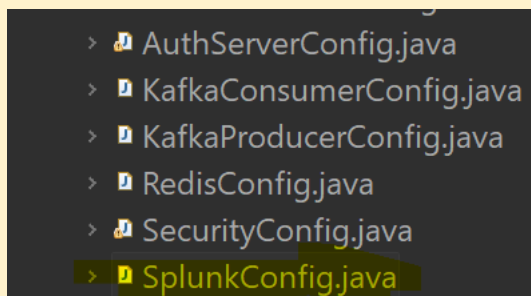 AuthServerConfig.java
KafkaConsumerConfig.java
KafkaProducerConfig.java
RedisConfig.java
SecurityConfig.java
SplunkConfig.java